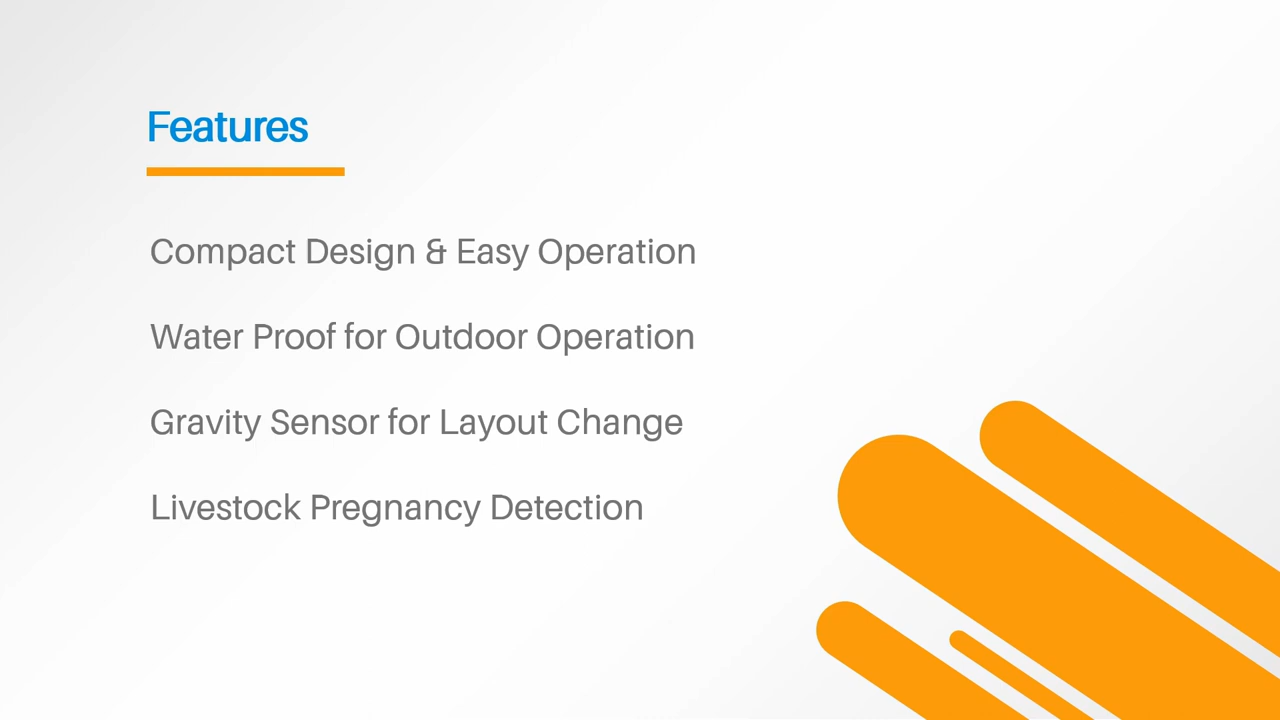 Features
Compact Design & Easy Operation
Water Proof for Outdoor Operation
Gravity Sensor for Layout Change
Livestock Pregnancy Detection